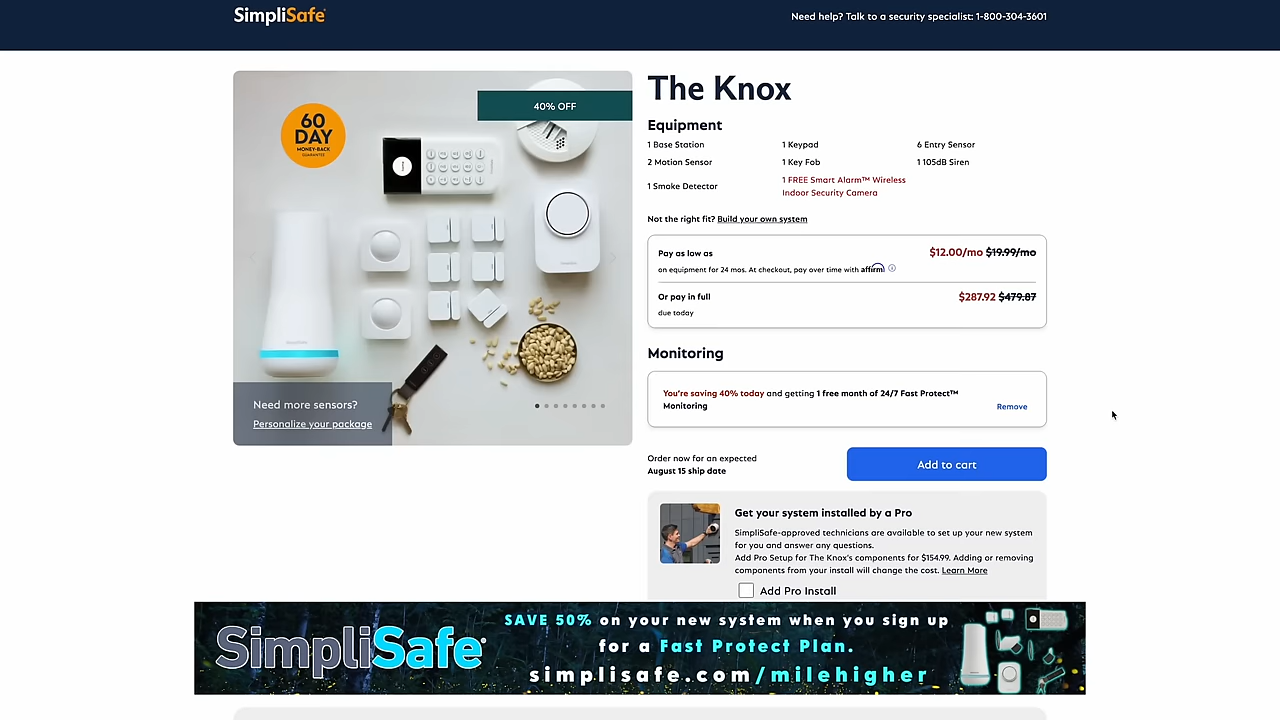 SimpliSafe
Need help? Talk to a security specialist: 1-800-304-3601
40% OFF
60
DAY
MONEY-BACK
GUARANTEE
Need more sensors?
Personalize your package
The Knox
Equipment
1 Base Station
1 Keypad
6 Entry Sensor
2 Motion Sensor
1 Key Fob
1 105dB Siren
1 Smoke Detector
1 FREE Smart Alarm™ Wireless
Indoor Security Camera
Not the right fit? Build your own system
Pay as low as
$12.00/mo $19.99/mo
on equipment for 24 mos. At checkout, pay over time with affirm
Or pay in full
$287.92 $479.87
due today
Monitoring
You're saving 40% today and getting 1 free month of 24/7 Fast Protect™
Monitoring
Remove
Order now for an expected
August 15 ship date
Add to cart
Get your system installed by a Pro
SimpliSafe-approved technicians are available to set up your new system
for you and answer any questions.
Add Pro Setup for The Knox's components for $154.99. Adding or removing
components from your install will change the cost. Learn More
Add Pro Install
SimpliSafe
SAVE 50% on your new system when you sign up
for a Fast Protect Plan.
simplisafe.com/milehigher